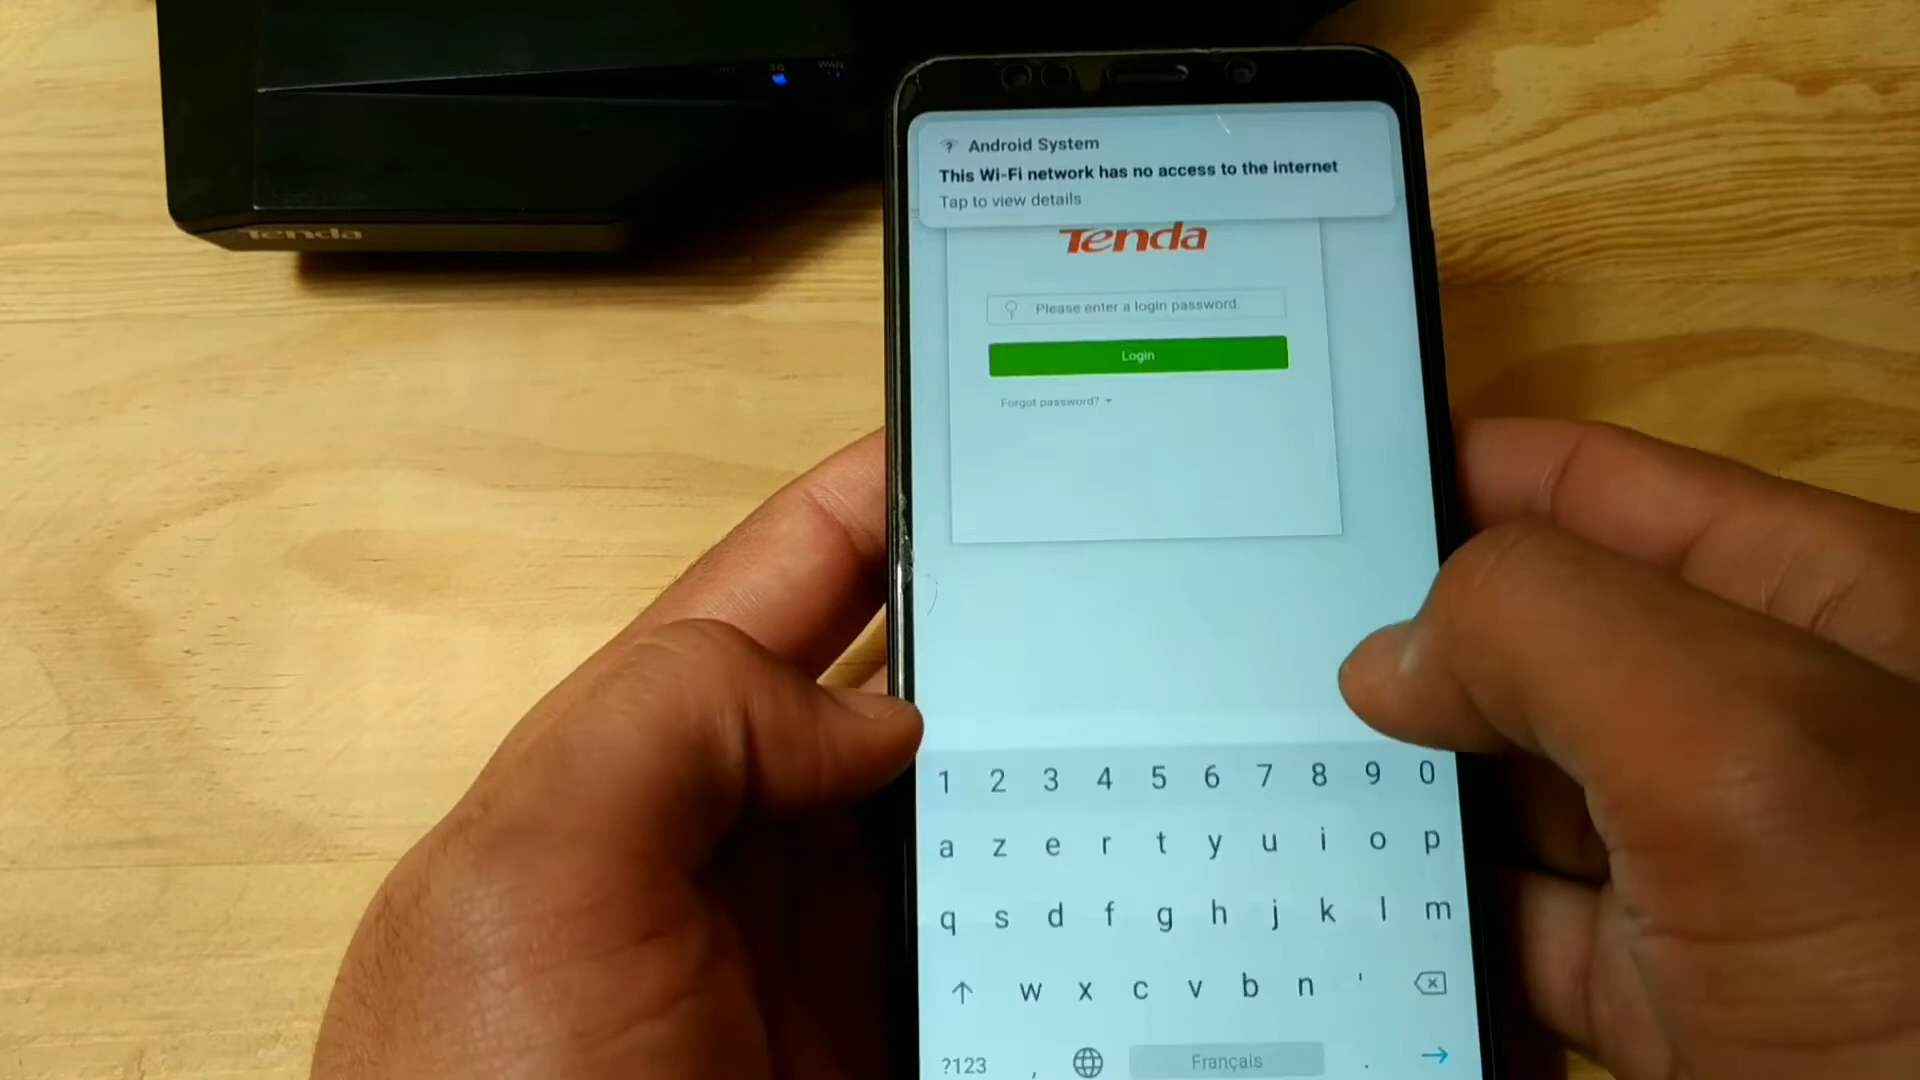 5G WAN
Tenda
Android System
This Wi-Fi network has no access to the internet
Tap to view details
Tenda
Please enter a login password.
Login
Forgot password?
1 2 3 4 5 6 7 8 9 0
a z e r t y u i o p
q s d f g h j k l m
w x c v b n '
?123 , Français .